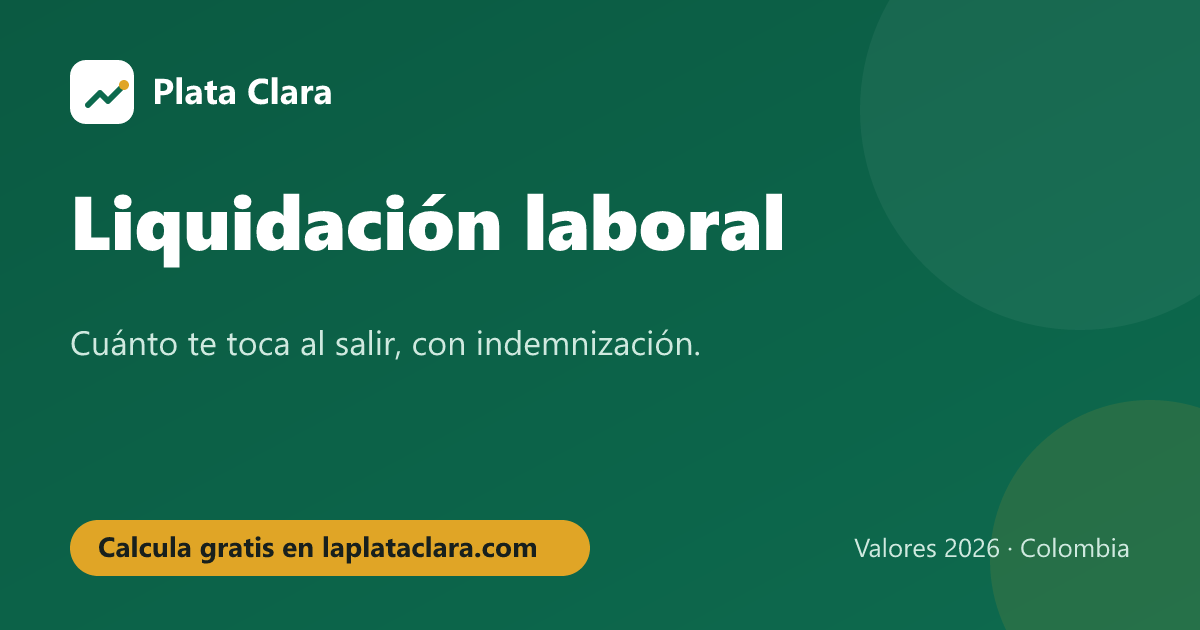 Plata Clara
Liquidación laboral
Cuánto te toca al salir, con indemnización.
Calcula gratis en laplataclara.com
Valores 2026 · Colombia